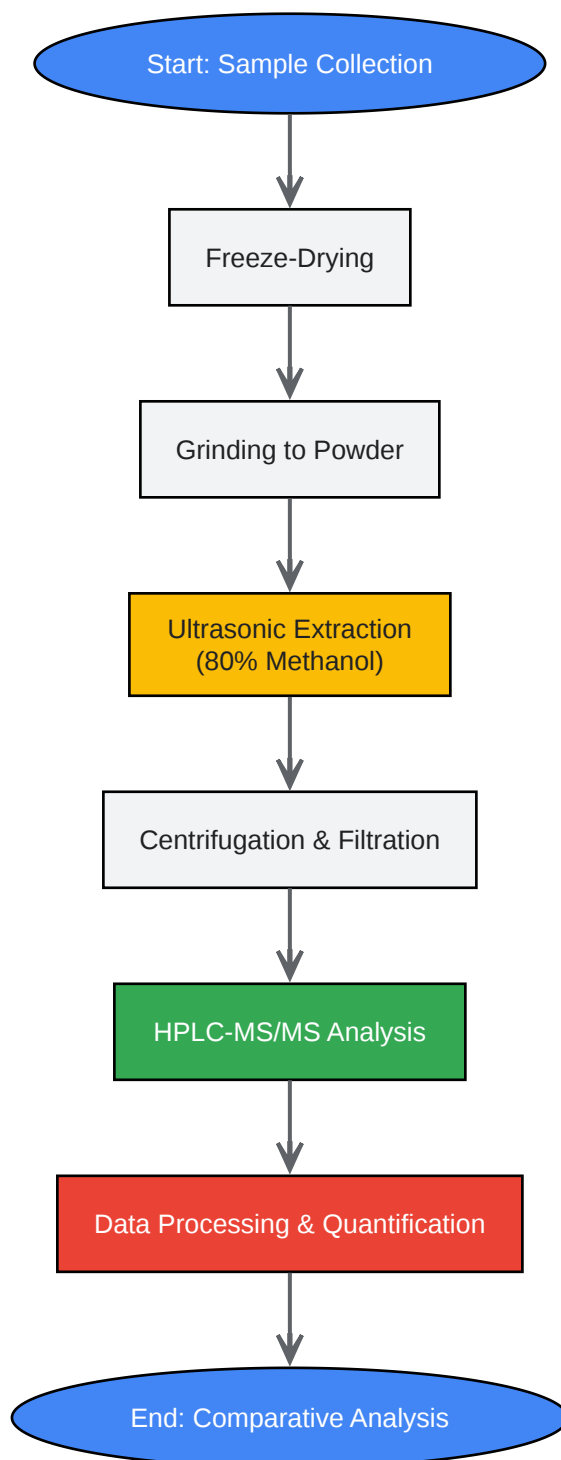 Start: Sample Collection
Freeze-Drying
Grinding to Powder
Ultrasonic Extraction
(80% Methanol)
Centrifugation & Filtration
HPLC-MS/MS Analysis
Data Processing & Quantification
End: Comparative Analysis